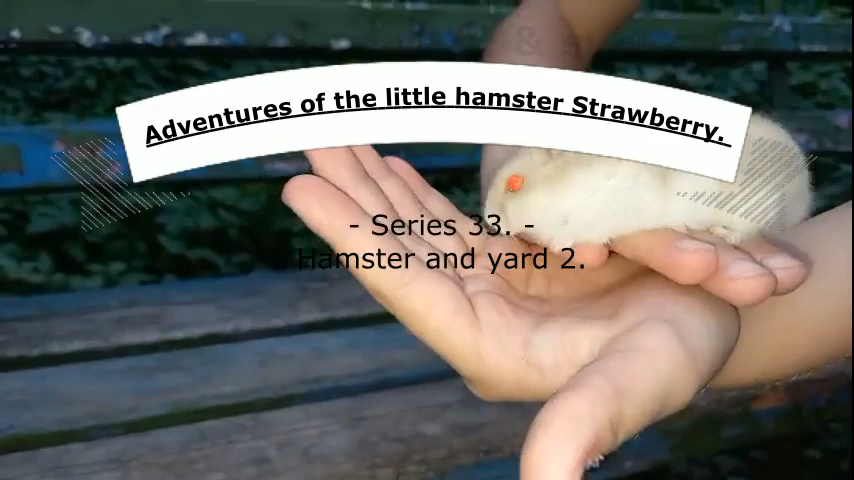 &
Adventures of the little hamster Strawberry.
- Series 33. -
Hamster and yard 2.